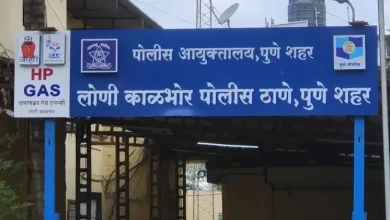 HP
GAS
पोलीस आयुक्तालय, पुणे शहर
लोणी काळभोर पोलीस ठाणे, पुणे शहर